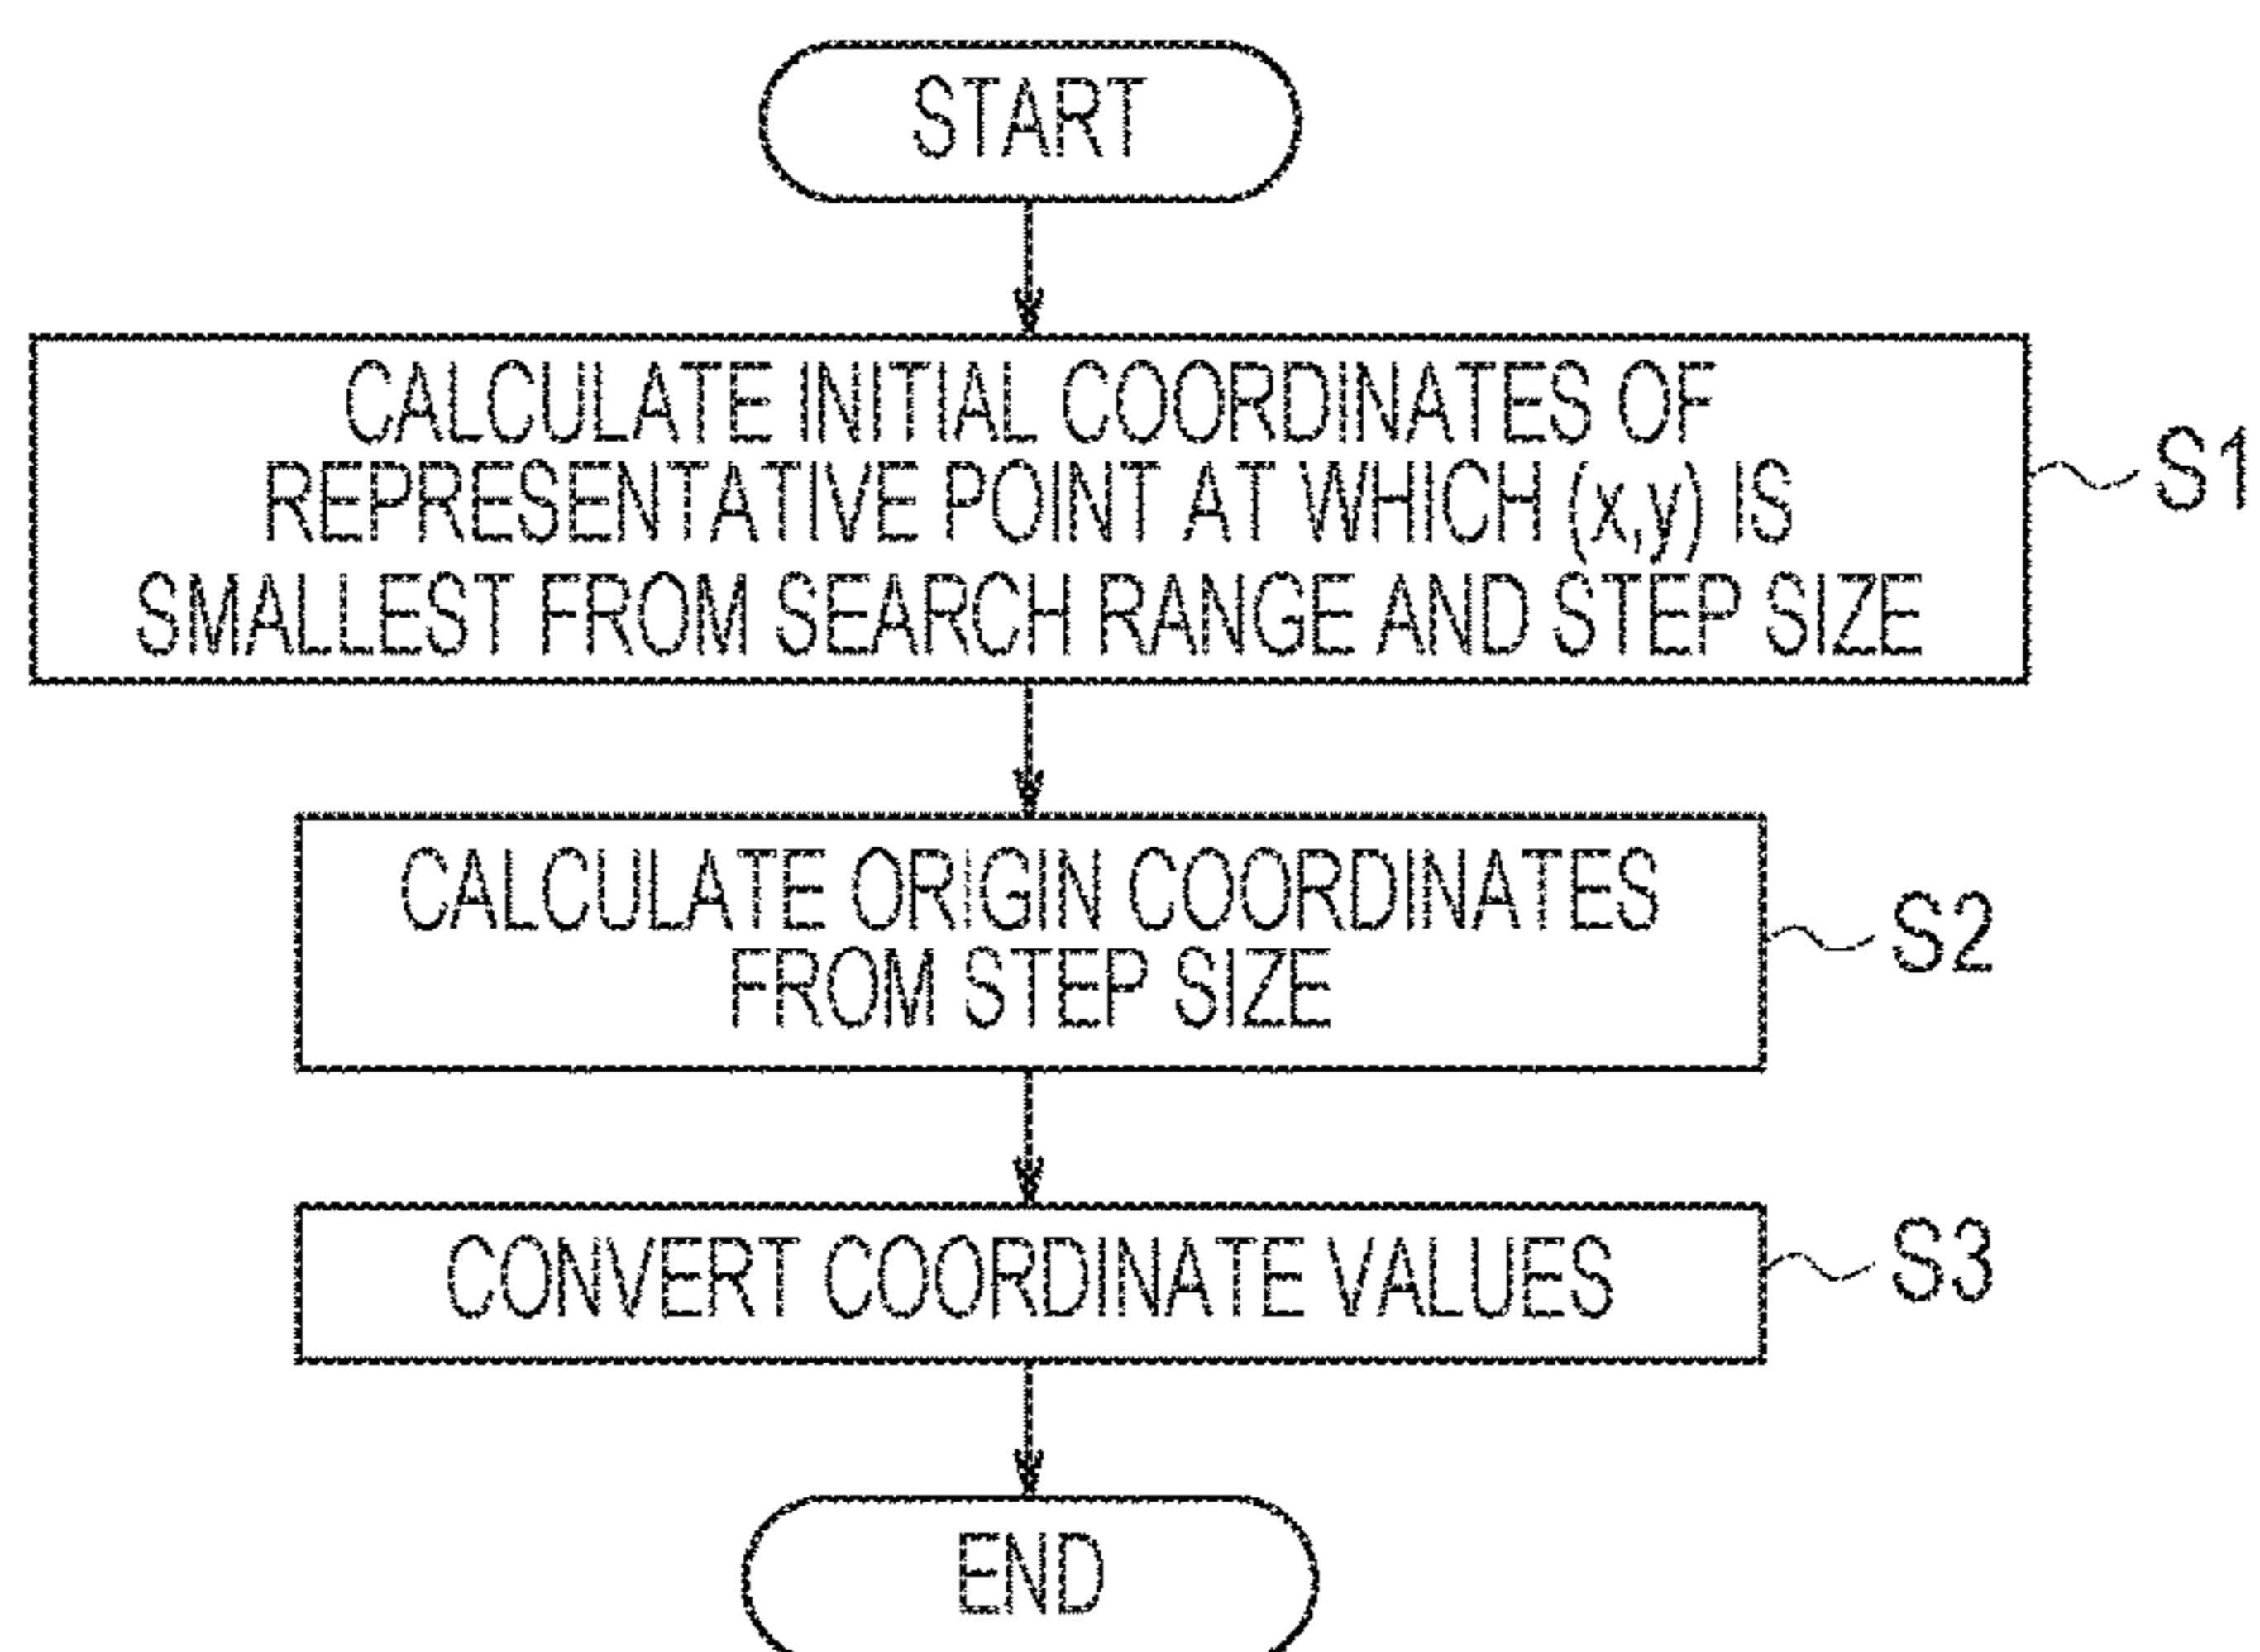 START
CALCULATE INITIAL COORDINATES OF
REPRESENTATIVE POINT AT WHICH (x,y) IS
SMALLEST FROM SEARCH RANGE AND STEP SIZE
S1
CALCULATE ORIGIN COORDINATES
FROM STEP SIZE
S2
CONVERT COORDINATE VALUES
S3
END